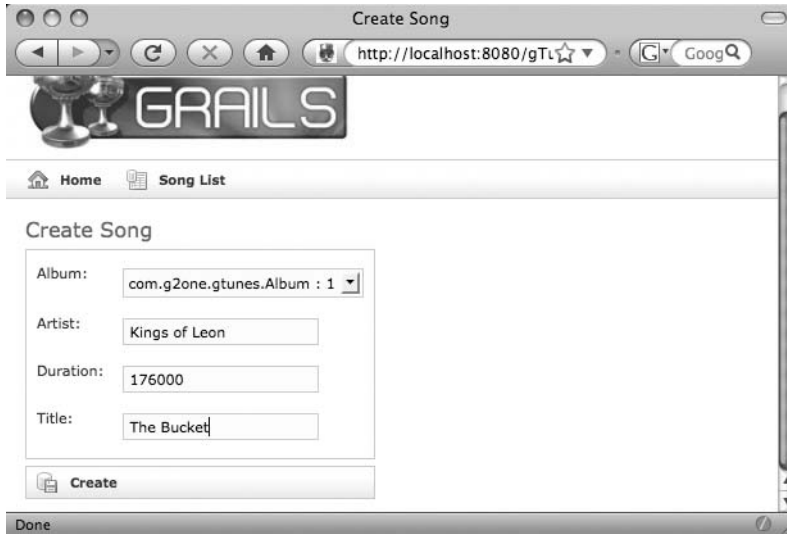 Create Song
http://localhost:8080/gTu
G
Goog
GRAILS
Home
Song List
Create Song
Album:
com.g2one.gtunes.Album : 1
Artist:
Kings of Leon
Duration:
176000
Title:
The Bucket
Create
Done